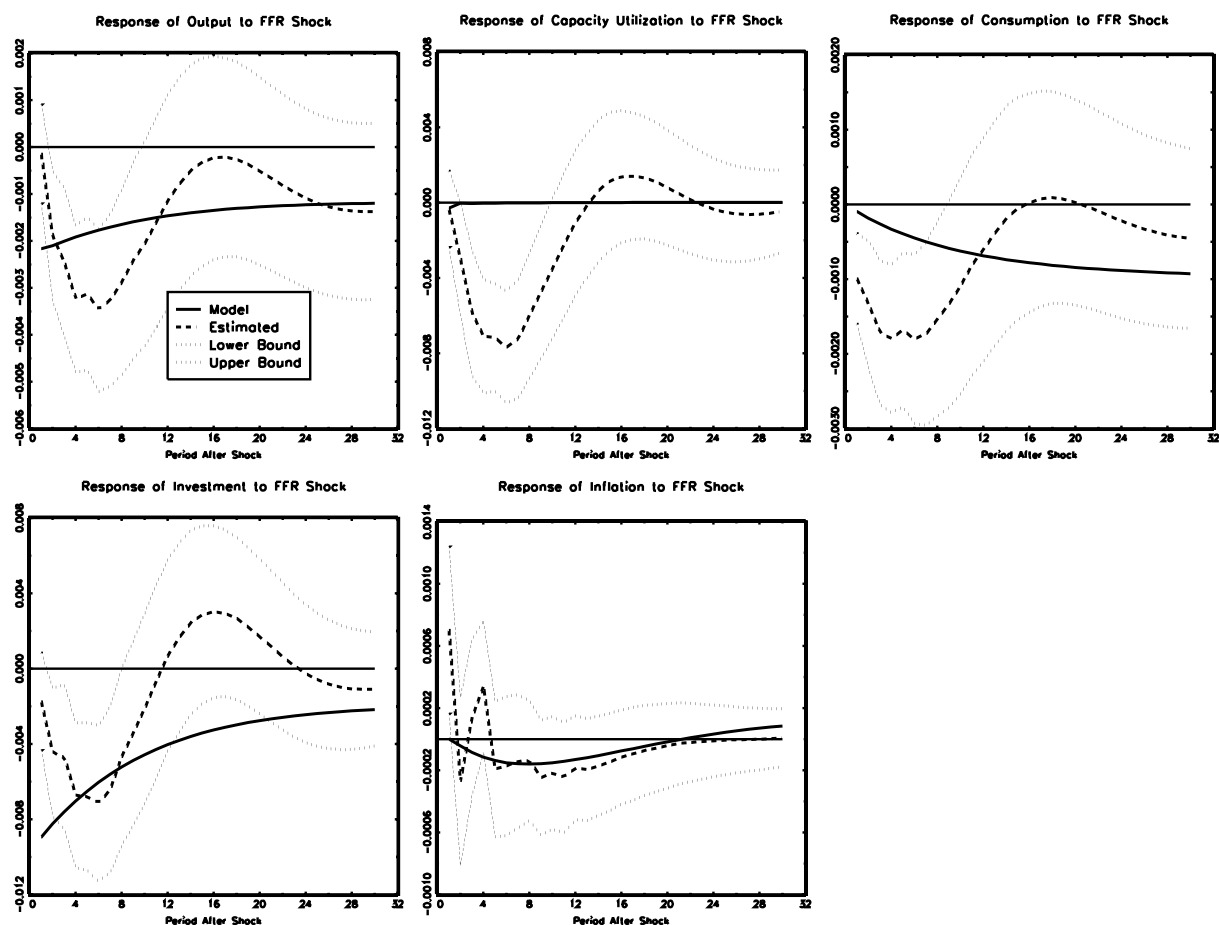 Response of Output to FFR Shock
0.002
0.001
0.000
-0.001
-0.002
-0.003
-0.004
-0.005
-0.006
Model
Estimated
Lower Bound
Upper Bound
0 4 8 12 16 20 24 28 32
Period After Shock
Response of Capacity Utilization to FFR Shock
0.008
0.004
0.000
-0.004
-0.008
-0.012
0 4 8 12 16 20 24 28 32
Period After Shock
Response of Consumption to FFR Shock
0.0020
0.0010
0.0000
-0.0010
-0.0020
-0.0030
0 4 8 12 16 20 24 28 32
Period After Shock
Response of Investment to FFR Shock
0.008
0.004
0.000
-0.004
-0.008
-0.012
0 4 8 12 16 20 24 28 32
Period After Shock
Response of Inflation to FFR Shock
0.0014
0.0010
0.0006
0.0002
-0.0002
-0.0006
-0.0010
0 4 8 12 16 20 24 28 32
Period After Shock